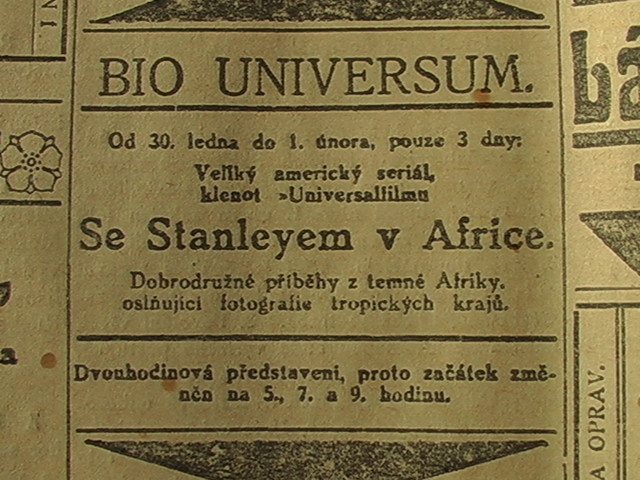 BIO UNIVERSUM.
Od 30. ledna do 1. února, pouze 3 dny:
Veliký americký seriál,
klenot »Universalfilmu
Se Stanleyem v Africe.
Dobrodružné příběhy z temné Afriky.
oslňující fotografie tropických krajů.
Dvouhodinová představení, proto začátek změ-
něn na 5., 7. a 9. hodinu.
a
A OPRAV.